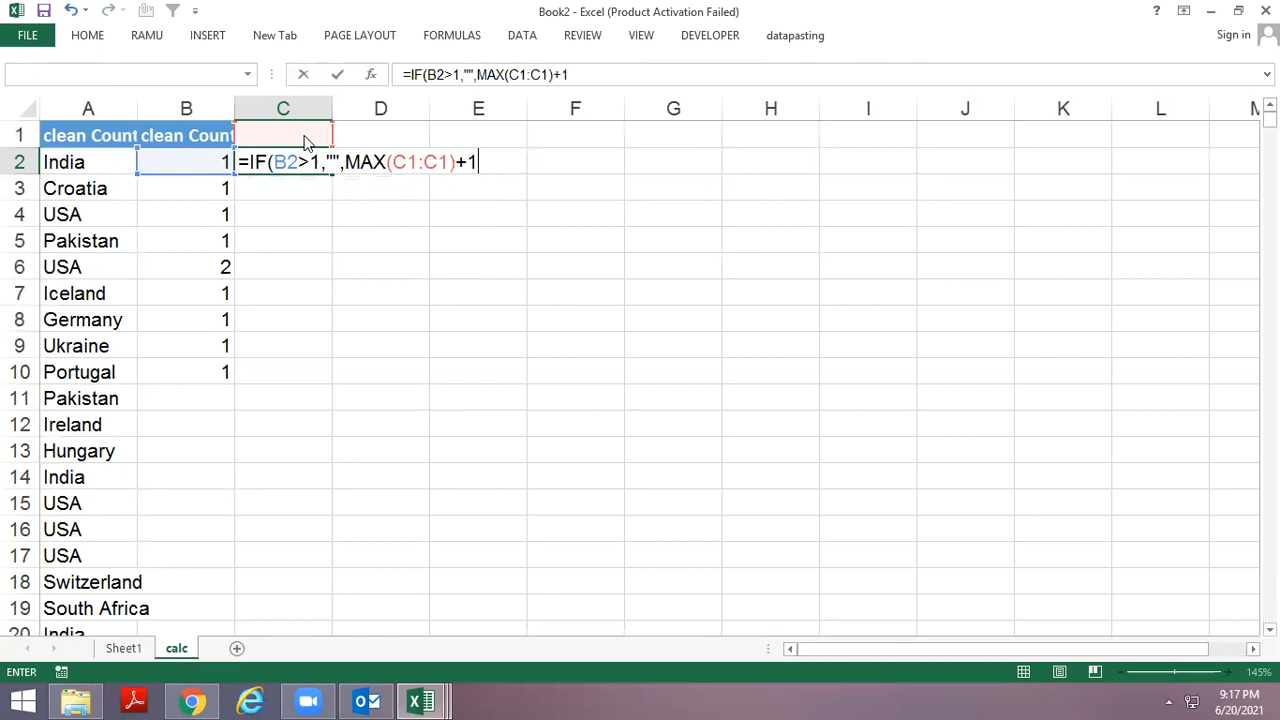 Book2 - Excel (Product Activation Failed)
?
FILE HOME RAMU INSERT New Tab PAGE LAYOUT FORMULAS DATA REVIEW VIEW DEVELOPER datapasting Sign in
fx =IF(B2>1,"",MAX(C1:C1)+1
A B C D E F G H I J K L
1 clean Count clean Count
2 India 1 =IF(B2>1,"",MAX(C1:C1)+1
3 Croatia 1
4 USA 1
5 Pakistan 1
6 USA 2
7 Iceland 1
8 Germany 1
9 Ukraine 1
10 Portugal 1
11 Pakistan
12 Ireland
13 Hungary
14 India
15 USA
16 USA
17 USA
18 Switzerland
19 South Africa
20 India
Sheet1 calc
ENTER 145%
9:17 PM
6/20/2021